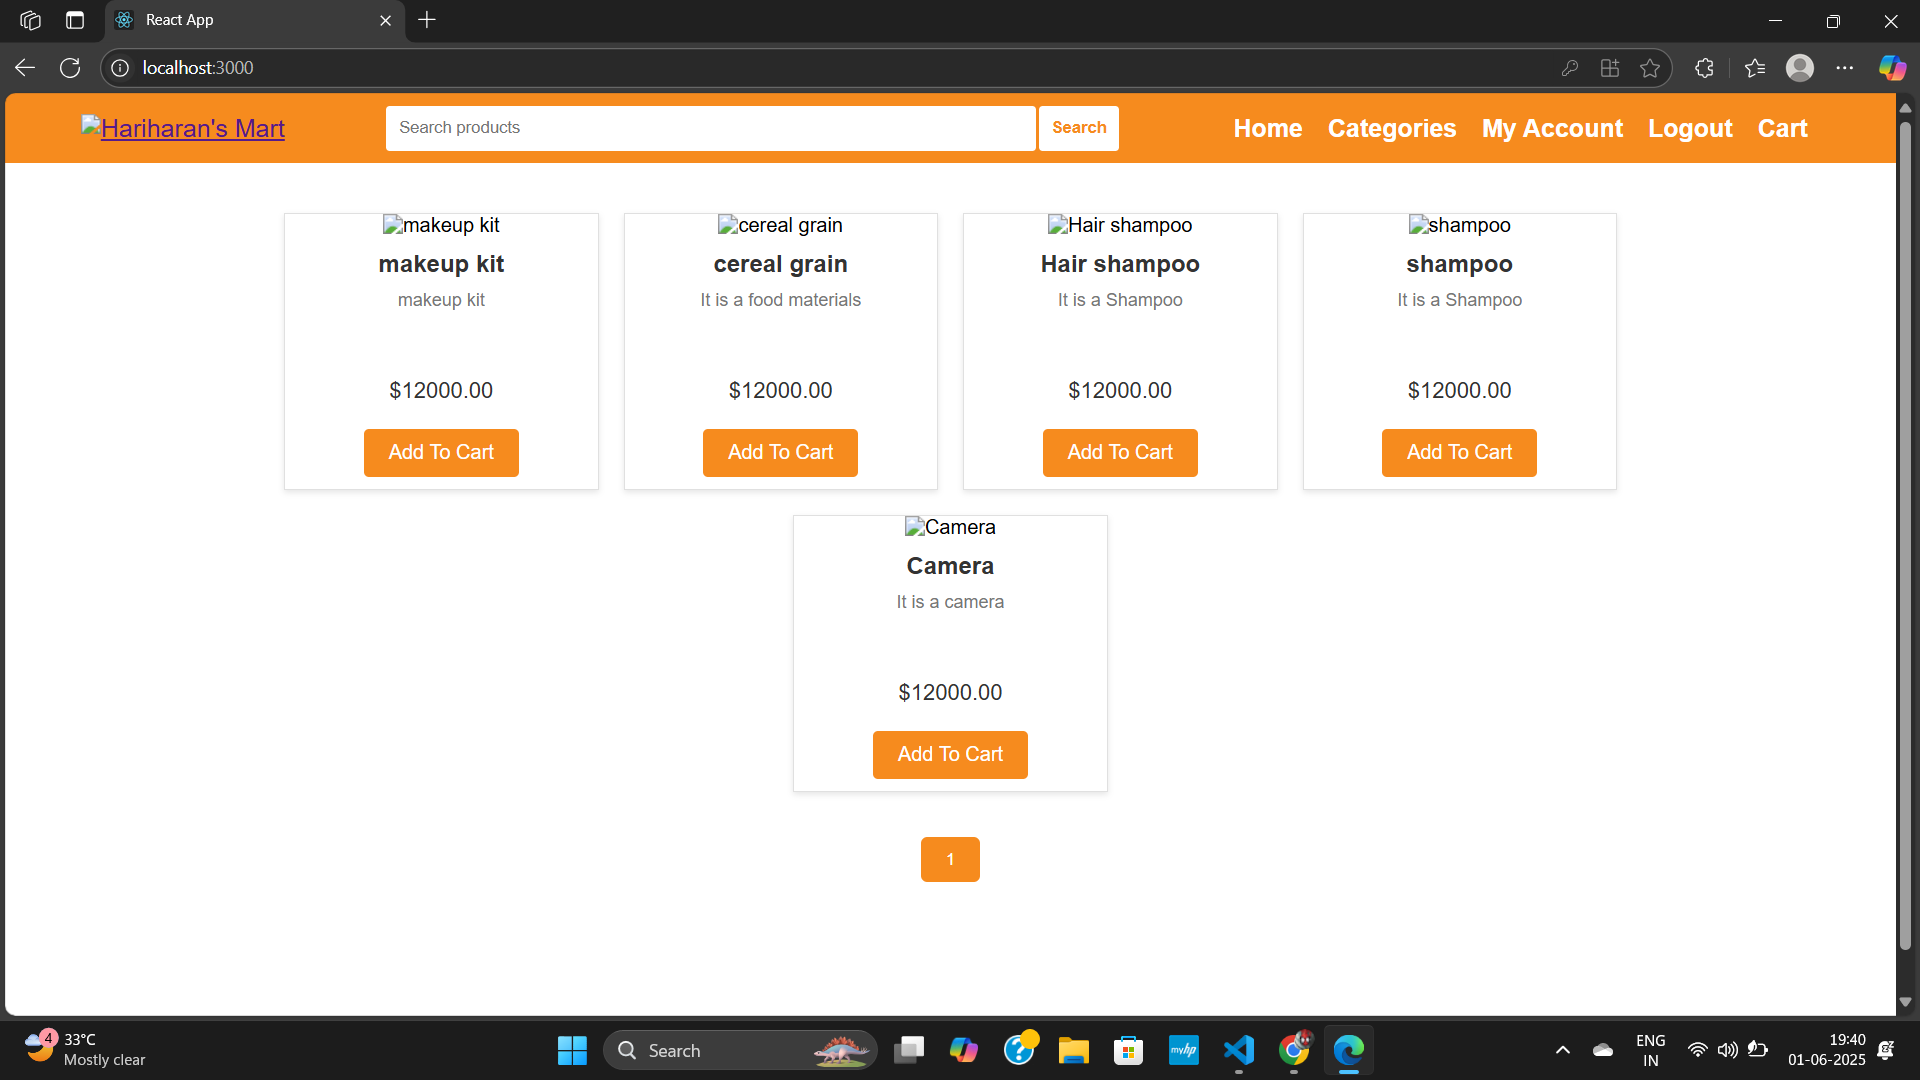 React App
localhost:3000
Hariharan's Mart
Search products
Search
Home Categories My Account Logout Cart
makeup kit
makeup kit
makeup kit
$12000.00
Add To Cart
cereal grain
cereal grain
It is a food materials
$12000.00
Add To Cart
Hair shampoo
Hair shampoo
It is a Shampoo
$12000.00
Add To Cart
shampoo
shampoo
It is a Shampoo
$12000.00
Add To Cart
Camera
Camera
It is a camera
$12000.00
Add To Cart
1
4
33°C
Mostly clear
Search
myhp
ENG
IN
19:40
01-06-2025